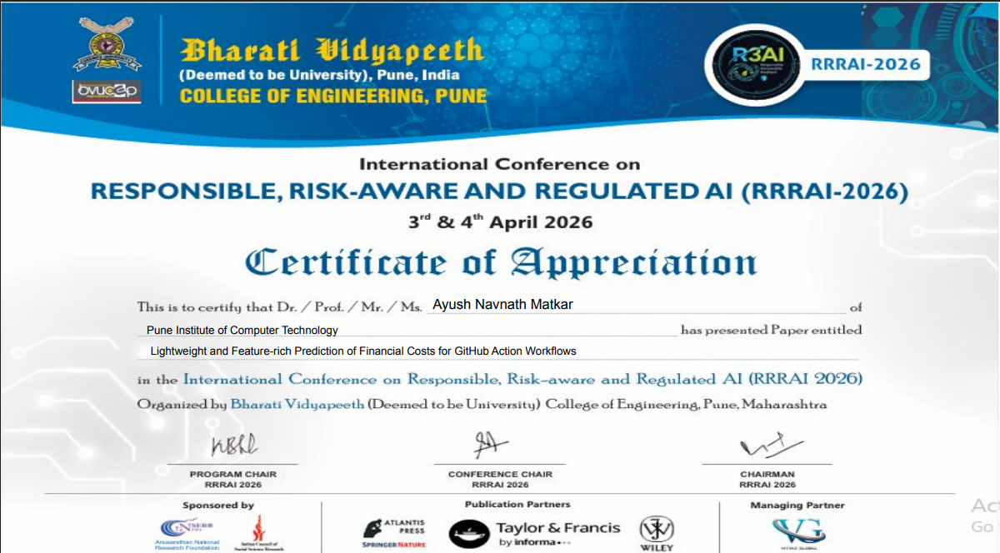 Bharati Vidyapeeth
(Deemed to be University), Pune, India
COLLEGE OF ENGINEERING, PUNE
bvucoep
R3AI
RRRAI-2026
International Conference on
RESPONSIBLE, RISK-AWARE AND REGULATED AI (RRRAI-2026)
3rd & 4th April 2026
Certificate of Appreciation
This is to certify that Dr. / Prof. / Mr. / Ms. Ayush Navnath Matkar of
Pune Institute of Computer Technology has presented Paper entitled
Lightweight and Feature-rich Prediction of Financial Costs for GitHub Action Workflows
in the International Conference on Responsible, Risk-aware and Regulated AI (RRRAI 2026)
Organized by Bharati Vidyapeeth (Deemed to be University) College of Engineering, Pune, Maharashtra
PROGRAM CHAIR CONFERENCE CHAIR CHAIRMAN
RRRAI 2026 RRRAI 2026 RRRAI 2026
Sponsored by Publication Partners Managing Partner
Anusandhan National
Research Foundation
Indian Council of
Social Science Research
ATLANTIS
PRESS
SPRINGER NATURE
Taylor & Francis
by informa
WILEY
VG
Act
Go